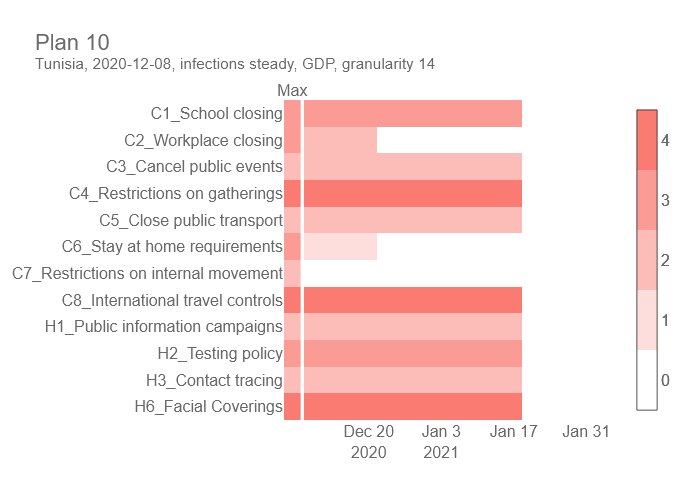 Plan 10
Tunisia, 2020-12-08, infections steady, GDP, granularity 14
Max
C1_School closing
C2_Workplace closing
C3_Cancel public events
C4_Restrictions on gatherings
C5_Close public transport
C6_Stay at home requirements
C7_Restrictions on internal movement
C8_International travel controls
H1_Public information campaigns
H2_Testing policy
H3_Contact tracing
H6_Facial Coverings
Dec 20 Jan 3 Jan 17 Jan 31
2020 2021
4
3
2
1
0